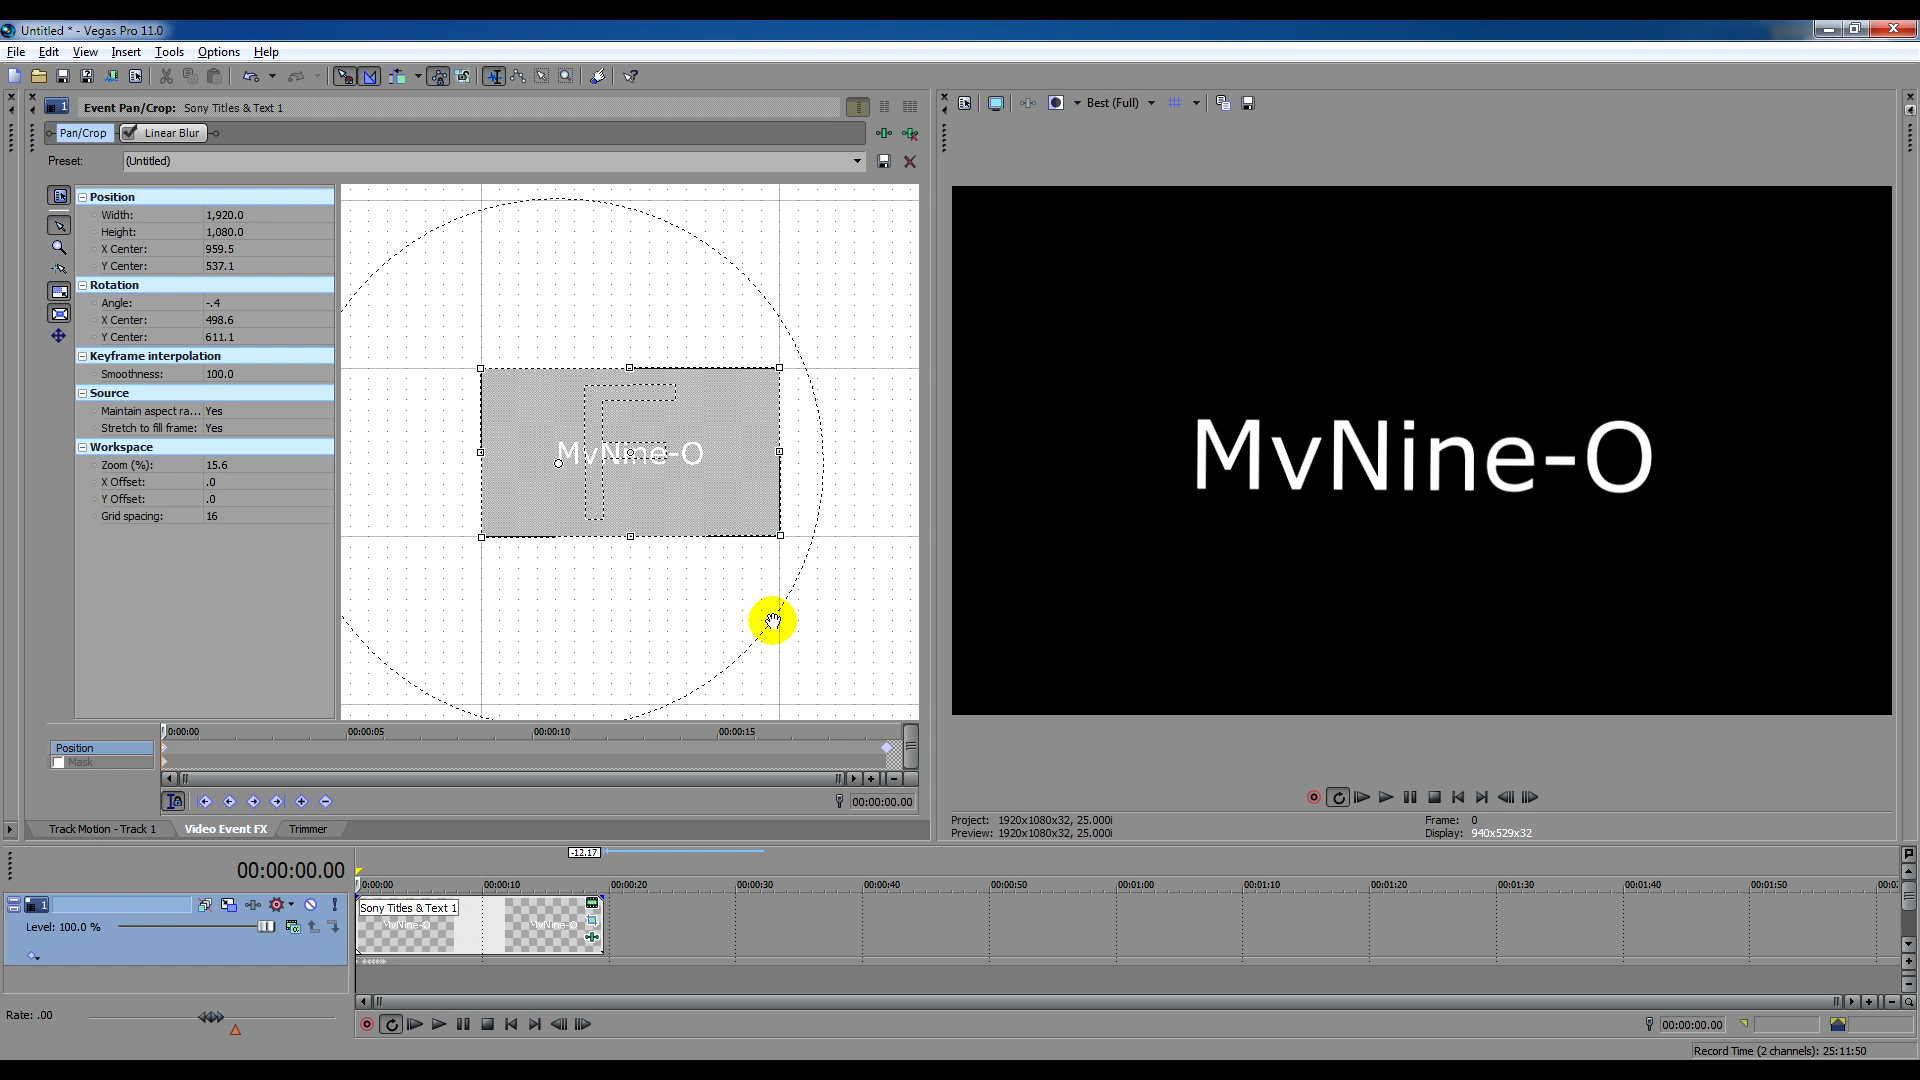 Untitled * - Vegas Pro 11.0
File Edit View Insert Tools Options Help
1 Event Pan/Crop: Sony Titles & Text 1
Pan/Crop Linear Blur
Best (Full)
Preset: (Untitled)
Position
Width: 1,920.0
Height: 1,080.0
X Center: 959.5
Y Center: 537.1
Rotation
Angle: -.4
X Center: 498.6
Y Center: 611.1
Keyframe interpolation
Smoothness: 100.0
Source
Maintain aspect ra... Yes
Stretch to fill frame: Yes
Workspace
Zoom (%): 15.6
X Offset: .0
Y Offset: .0
Grid spacing: 16
MvNine-O
MvNine-O
0:00:00 00:00:05 00:00:10 00:00:15
Position
Mask
00:00:00.00
Track Motion - Track 1 Video Event FX Trimmer
Project: 1920x1080x32, 25.000i
Preview: 1920x1080x32, 25.000i
Frame: 0
Display: 940x529x32
-12.17
00:00:00.00
0:00:00 00:00:10 00:00:20 00:00:30 00:00:40 00:00:50 00:01:00 00:01:10 00:01:20 00:01:30 00:01:40 00:01:50 00:02:
1
Level: 100.0 %
Sony Titles & Text 1
MvNine-O MvNine-O
Rate: .00
00:00:00.00
Record Time (2 channels): 25:11:50